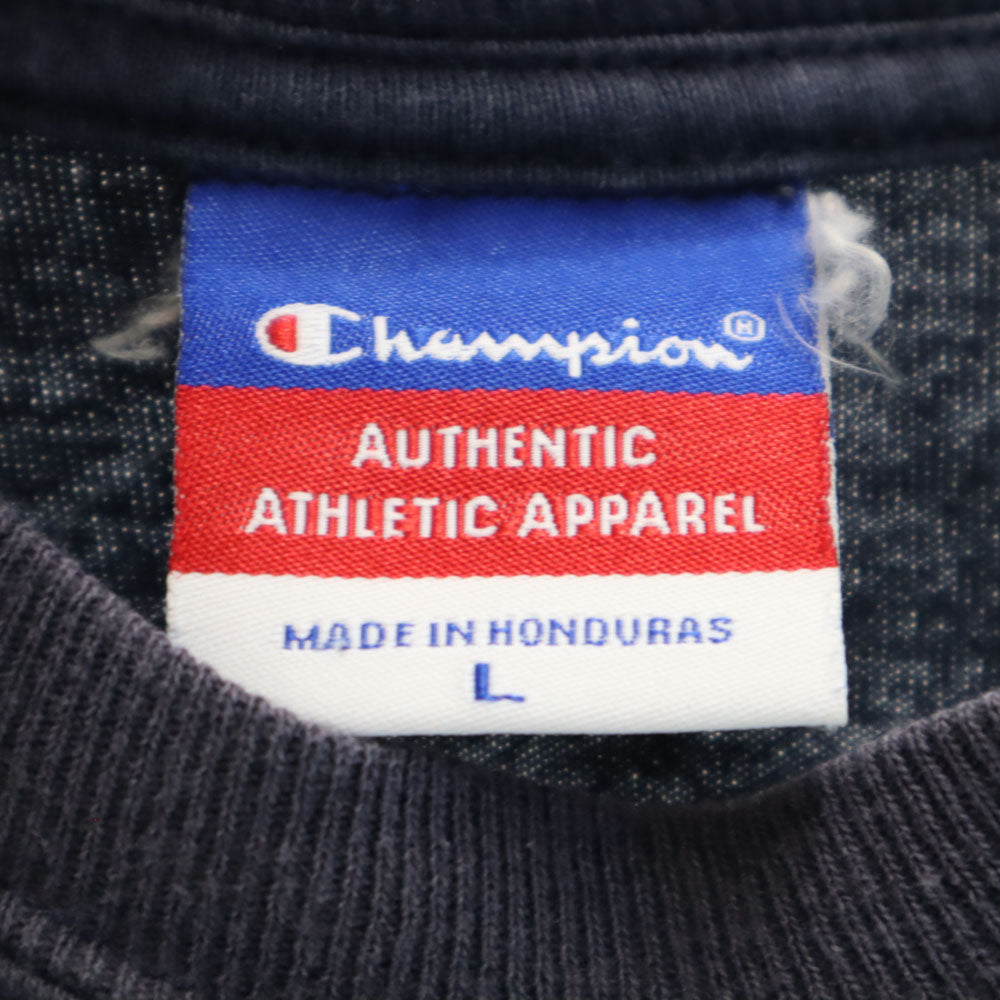 Champion®
AUTHENTIC
ATHLETIC APPAREL
MADE IN HONDURAS
L